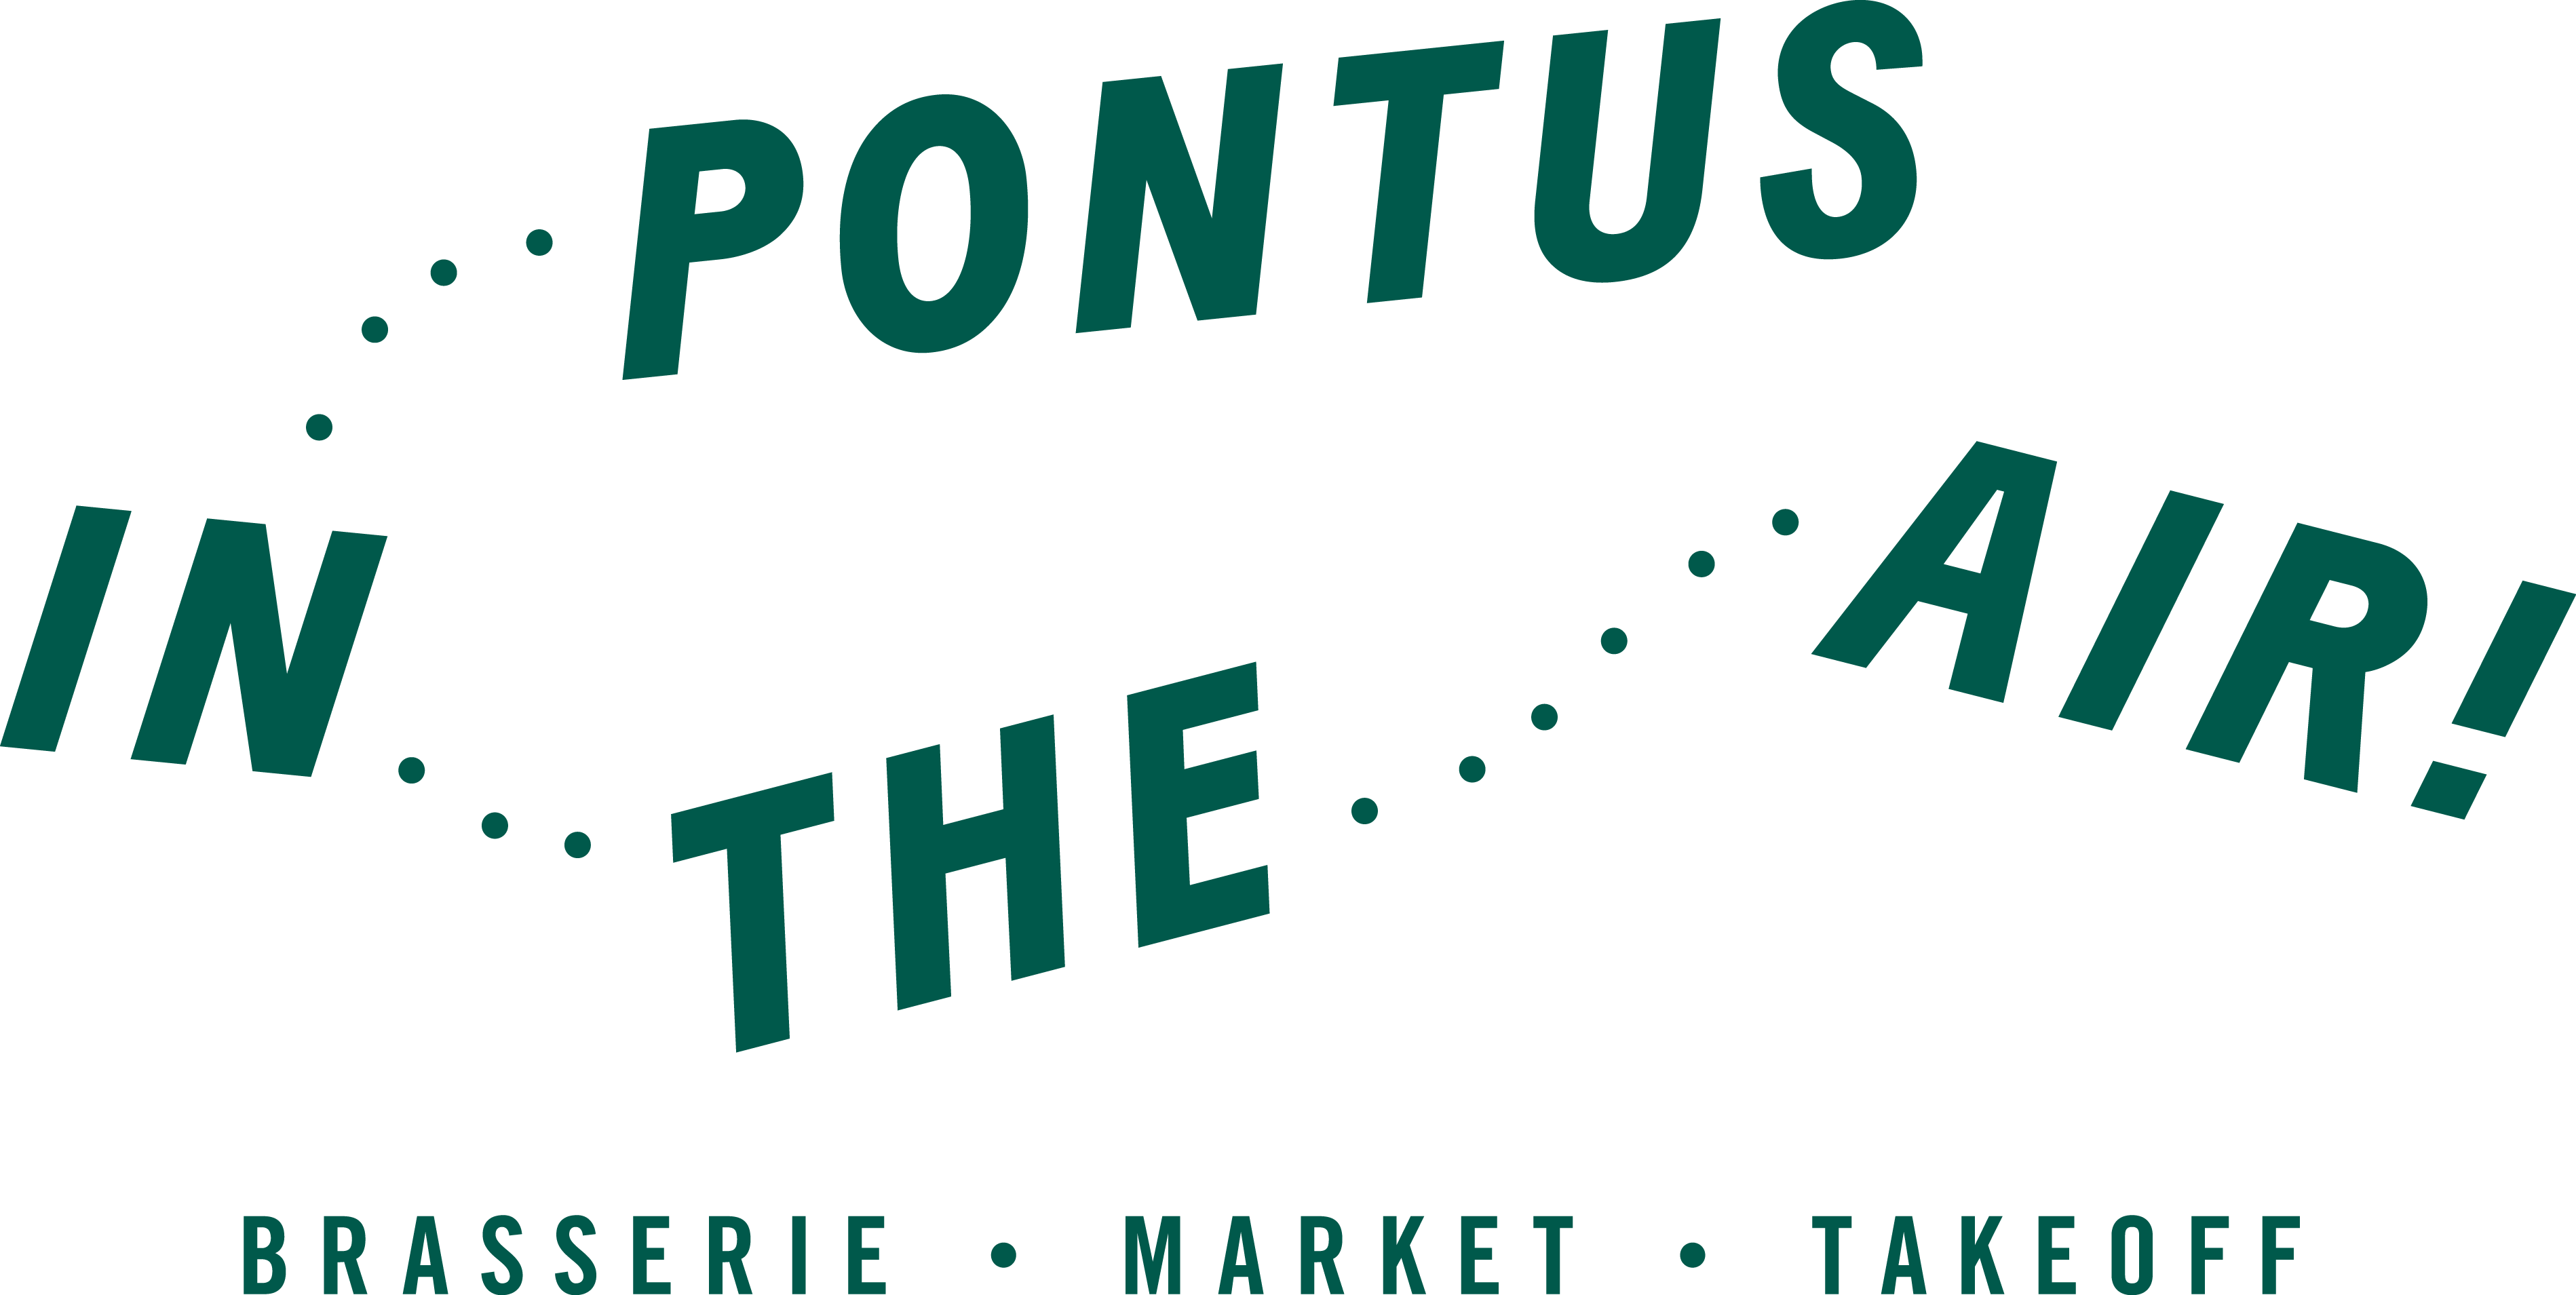 PONTUS
IN THE AIR!
BRASSERIE • MARKET • TAKEOFF